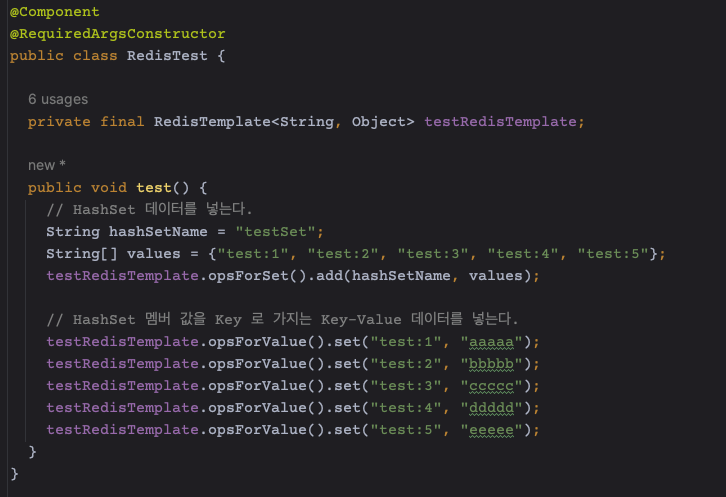 @Component
@RequiredArgsConstructor
public class RedisTest {
6 usages
private final RedisTemplate<String, Object> testRedisTemplate;
new *
public void test() {
// HashSet 데이터를 넣는다.
String hashSetName = "testSet";
String[] values = {"test:1", "test:2", "test:3", "test:4", "test:5"};
testRedisTemplate.opsForSet().add(hashSetName, values);
// HashSet 멤버 값을 Key 로 가지는 Key-Value 데이터를 넣는다.
testRedisTemplate.opsForValue().set("test:1", "aaaaa");
testRedisTemplate.opsForValue().set("test:2", "bbbbb");
testRedisTemplate.opsForValue().set("test:3", "ccccc");
testRedisTemplate.opsForValue().set("test:4", "ddddd");
testRedisTemplate.opsForValue().set("test:5", "eeeee");
}
}